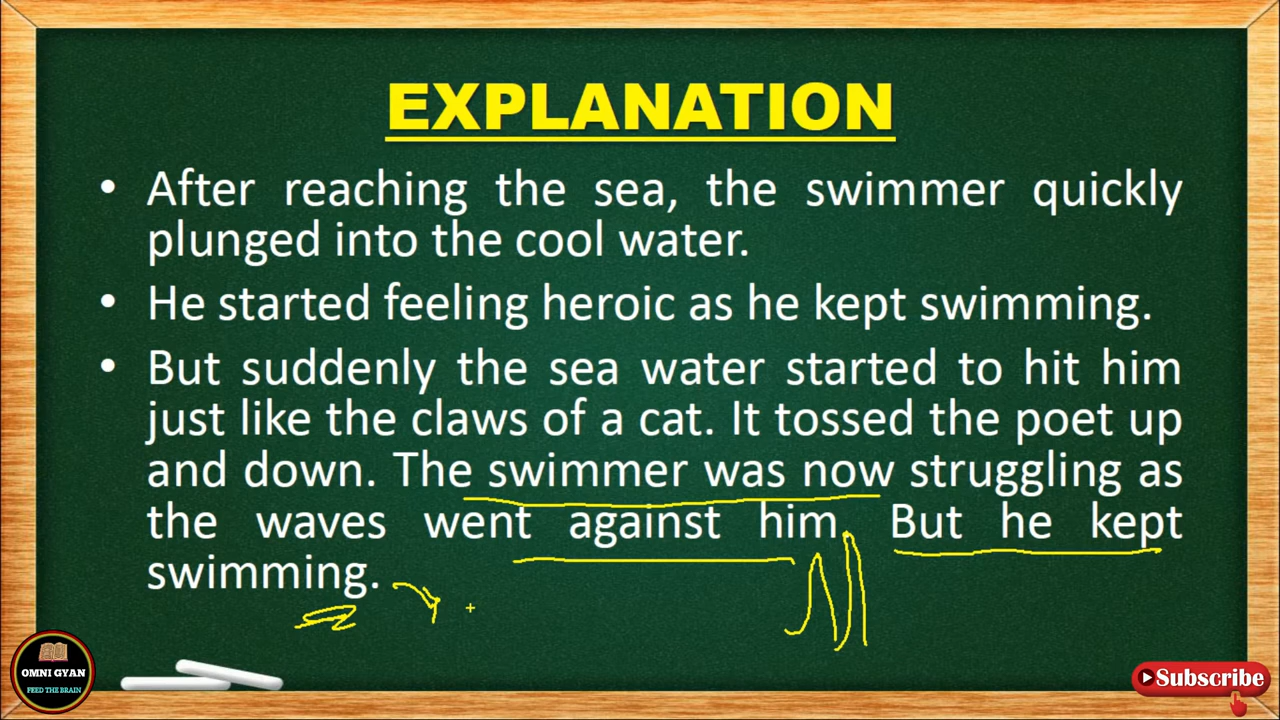 EXPLANATION
• After reaching the sea, the swimmer quickly
plunged into the cool water.
• He started feeling heroic as he kept swimming.
• But suddenly the sea water started to hit him
just like the claws of a cat. It tossed the poet up
and down. The swimmer was now struggling as
the waves went against him. But he kept
swimming.
OMNI GYAN
FEED THE BRAIN
Subscribe